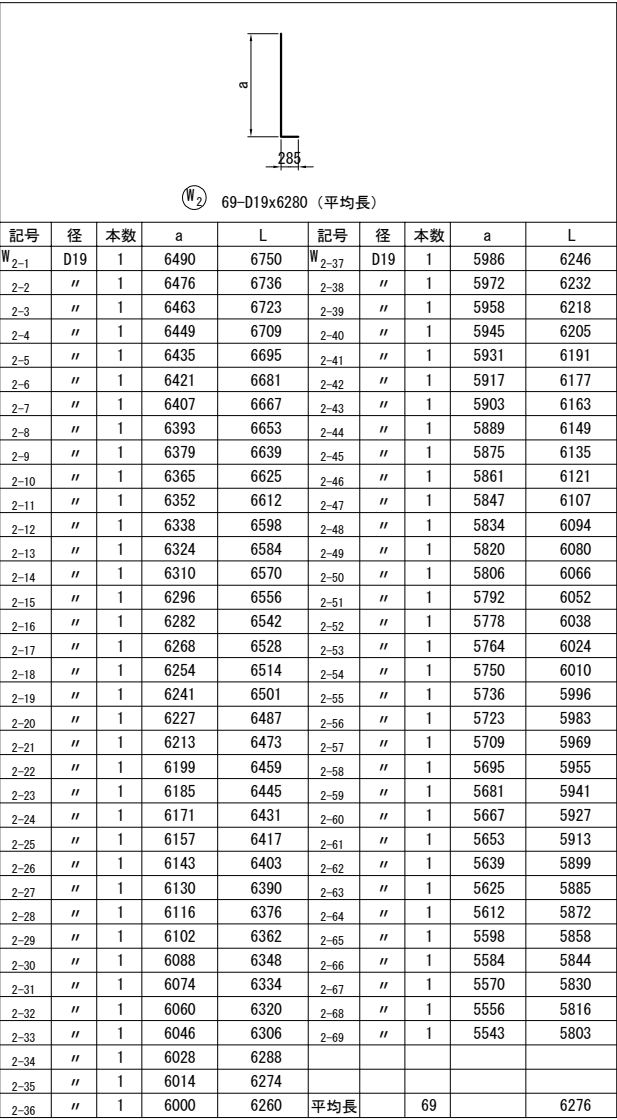 a
285
W2 69-D19x6280 (平均長)
記号 径 本数 a L 記号 径 本数 a L
W2-1 D19 1 6490 6750 W2-37 D19 1 5986 6246
2-2 〃 1 6476 6736 2-38 〃 1 5972 6232
2-3 〃 1 6463 6723 2-39 〃 1 5958 6218
2-4 〃 1 6449 6709 2-40 〃 1 5945 6205
2-5 〃 1 6435 6695 2-41 〃 1 5931 6191
2-6 〃 1 6421 6681 2-42 〃 1 5917 6177
2-7 〃 1 6407 6667 2-43 〃 1 5903 6163
2-8 〃 1 6393 6653 2-44 〃 1 5889 6149
2-9 〃 1 6379 6639 2-45 〃 1 5875 6135
2-10 〃 1 6365 6625 2-46 〃 1 5861 6121
2-11 〃 1 6352 6612 2-47 〃 1 5847 6107
2-12 〃 1 6338 6598 2-48 〃 1 5834 6094
2-13 〃 1 6324 6584 2-49 〃 1 5820 6080
2-14 〃 1 6310 6570 2-50 〃 1 5806 6066
2-15 〃 1 6296 6556 2-51 〃 1 5792 6052
2-16 〃 1 6282 6542 2-52 〃 1 5778 6038
2-17 〃 1 6268 6528 2-53 〃 1 5764 6024
2-18 〃 1 6254 6514 2-54 〃 1 5750 6010
2-19 〃 1 6241 6501 2-55 〃 1 5736 5996
2-20 〃 1 6227 6487 2-56 〃 1 5723 5983
2-21 〃 1 6213 6473 2-57 〃 1 5709 5969
2-22 〃 1 6199 6459 2-58 〃 1 5695 5955
2-23 〃 1 6185 6445 2-59 〃 1 5681 5941
2-24 〃 1 6171 6431 2-60 〃 1 5667 5927
2-25 〃 1 6157 6417 2-61 〃 1 5653 5913
2-26 〃 1 6143 6403 2-62 〃 1 5639 5899
2-27 〃 1 6130 6390 2-63 〃 1 5625 5885
2-28 〃 1 6116 6376 2-64 〃 1 5612 5872
2-29 〃 1 6102 6362 2-65 〃 1 5598 5858
2-30 〃 1 6088 6348 2-66 〃 1 5584 5844
2-31 〃 1 6074 6334 2-67 〃 1 5570 5830
2-32 〃 1 6060 6320 2-68 〃 1 5556 5816
2-33 〃 1 6046 6306 2-69 〃 1 5543 5803
2-34 〃 1 6028 6288
2-35 〃 1 6014 6274
2-36 〃 1 6000 6260 平均長 69 6276